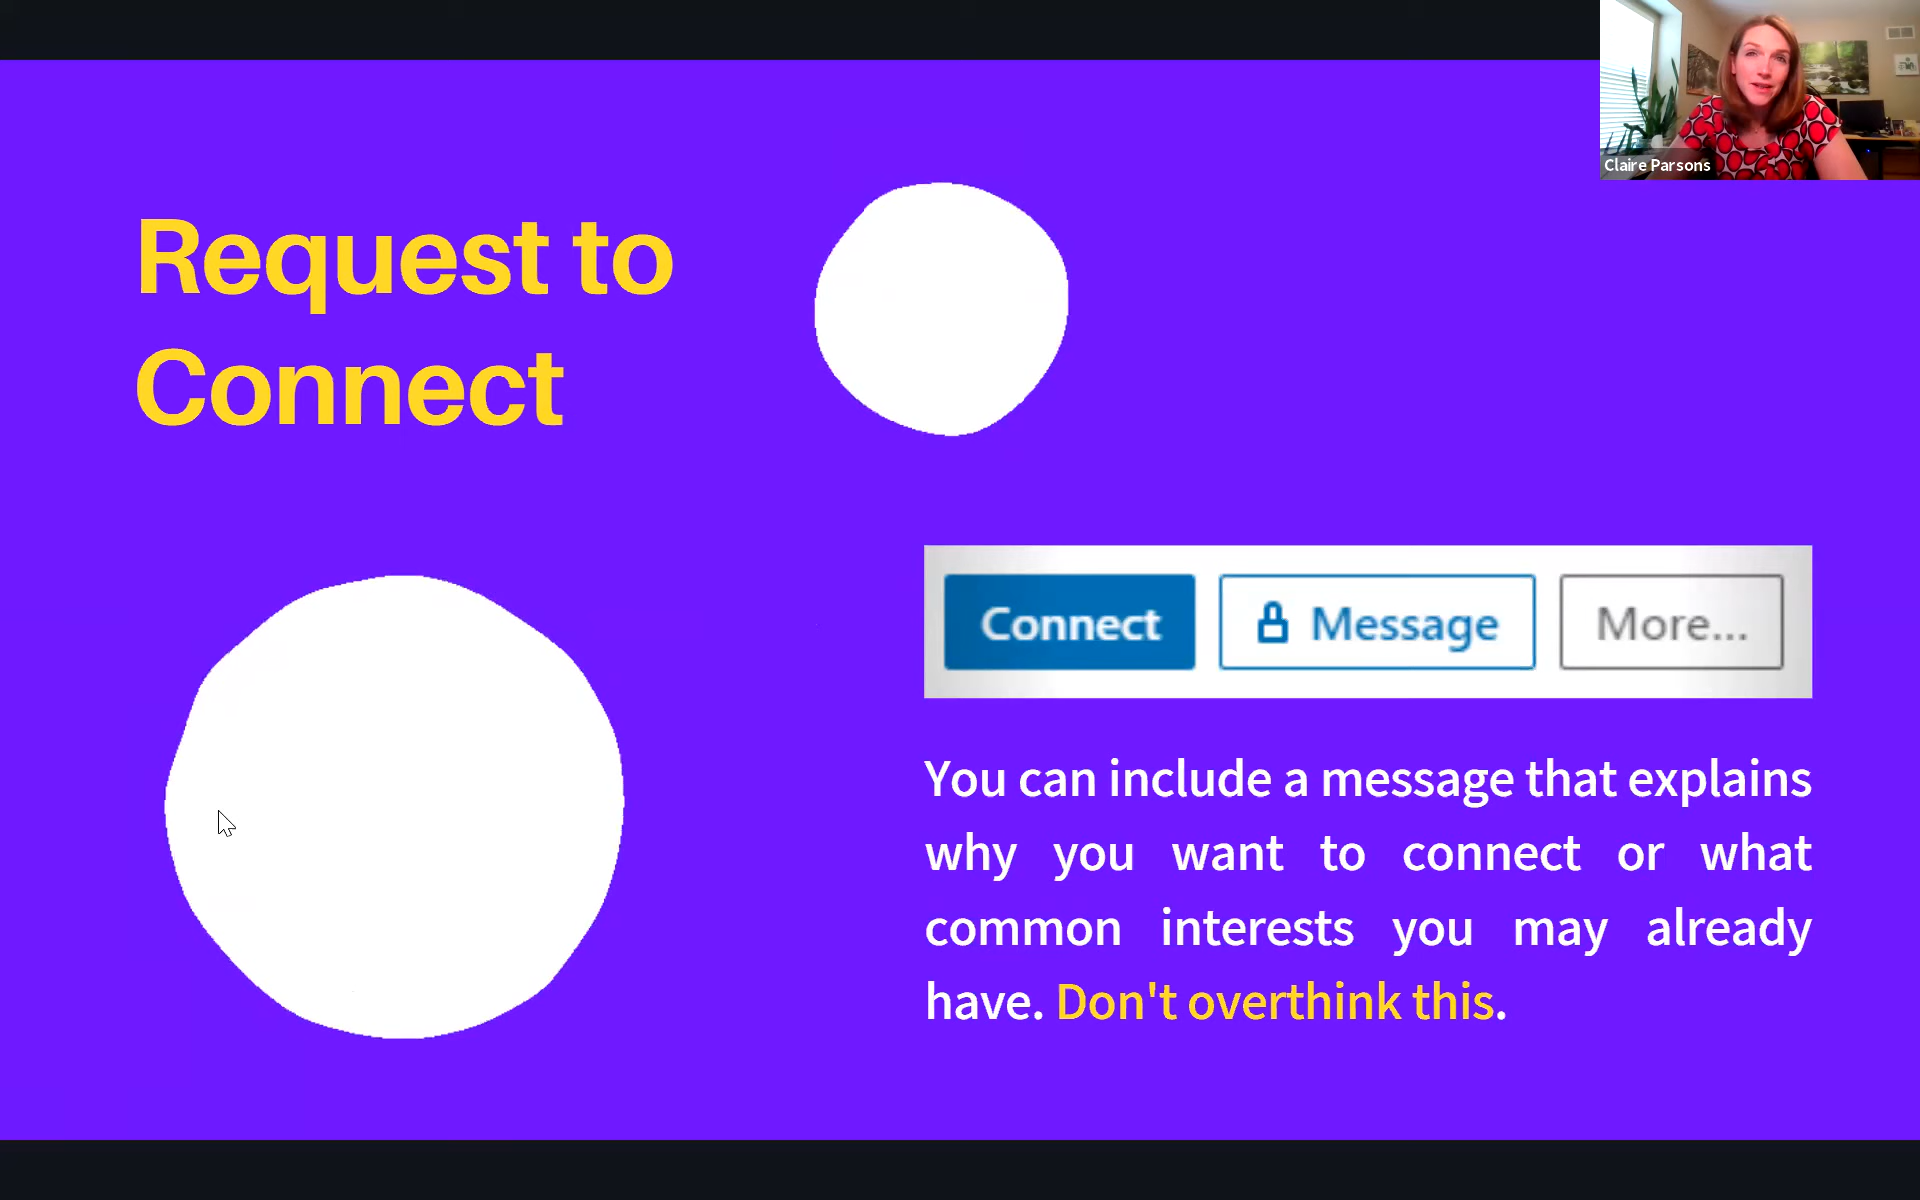 Claire Parsons
Request to
Connect
Connect
Message
More...
You can include a message that explains
why you want to connect or what
common interests you may already
have. Don't overthink this.